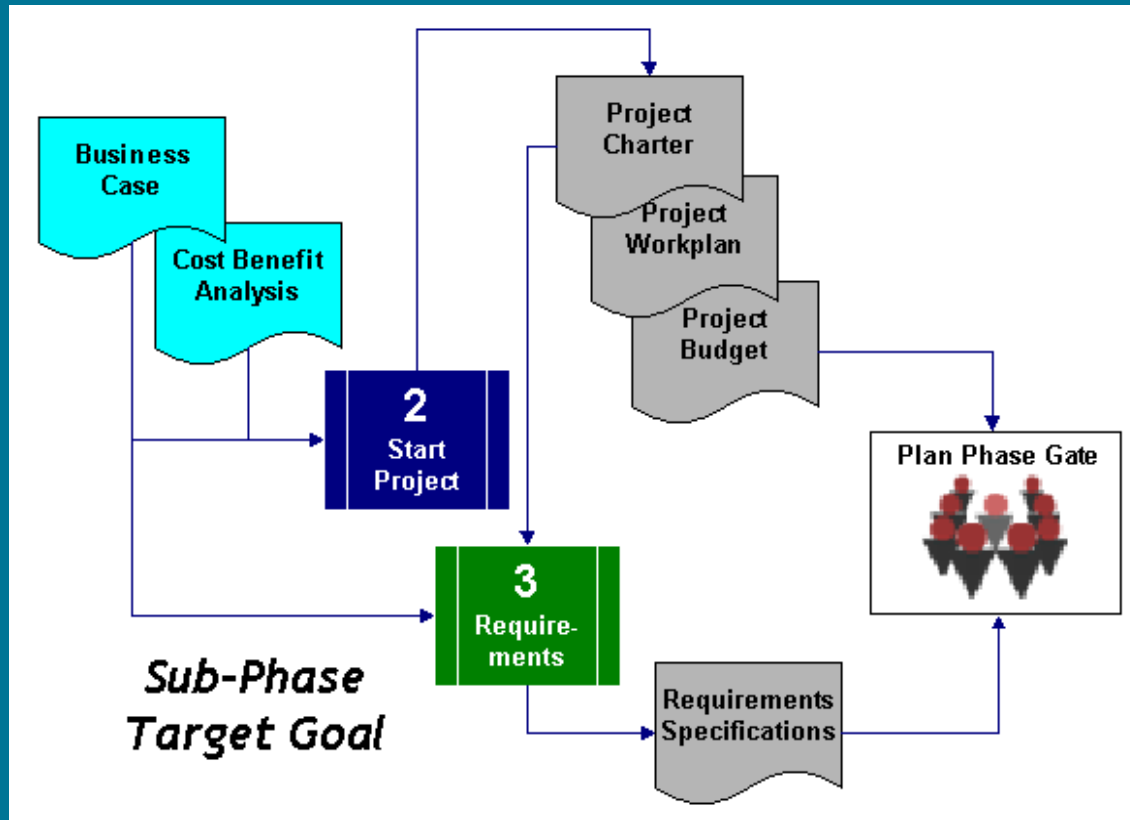 Business
Case
Cost Benefit
Analysis
Project
Charter
Project
Workplan
Project
Budget
2
Start
Project
Plan Phase Gate
3
Require-
ments
Sub-Phase
Target Goal
Requirements
Specifications